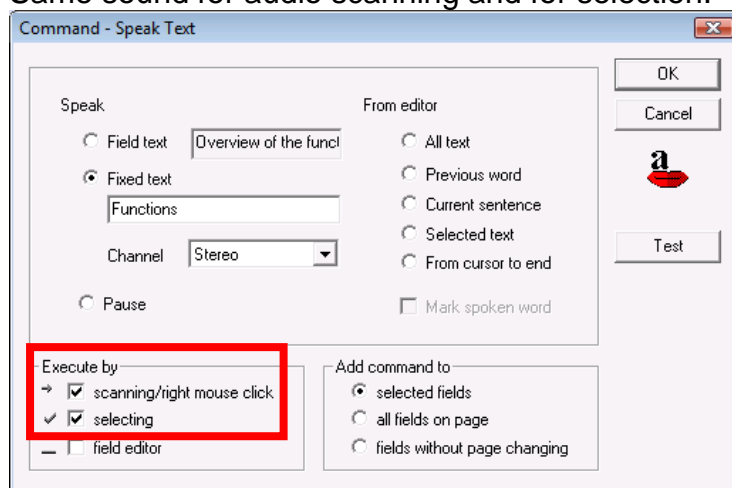 Same sound for audio scanning and for selection.
Command - Speak Text
OK
Cancel
Test
Speak
Field text Overview of the funct
Fixed text
Functions
Channel Stereo
Pause
From editor
All text
Previous word
Current sentence
Selected text
From cursor to end
Mark spoken word
Execute by
scanning/right mouse click
selecting
field editor
Add command to
selected fields
all fields on page
fields without page changing
a